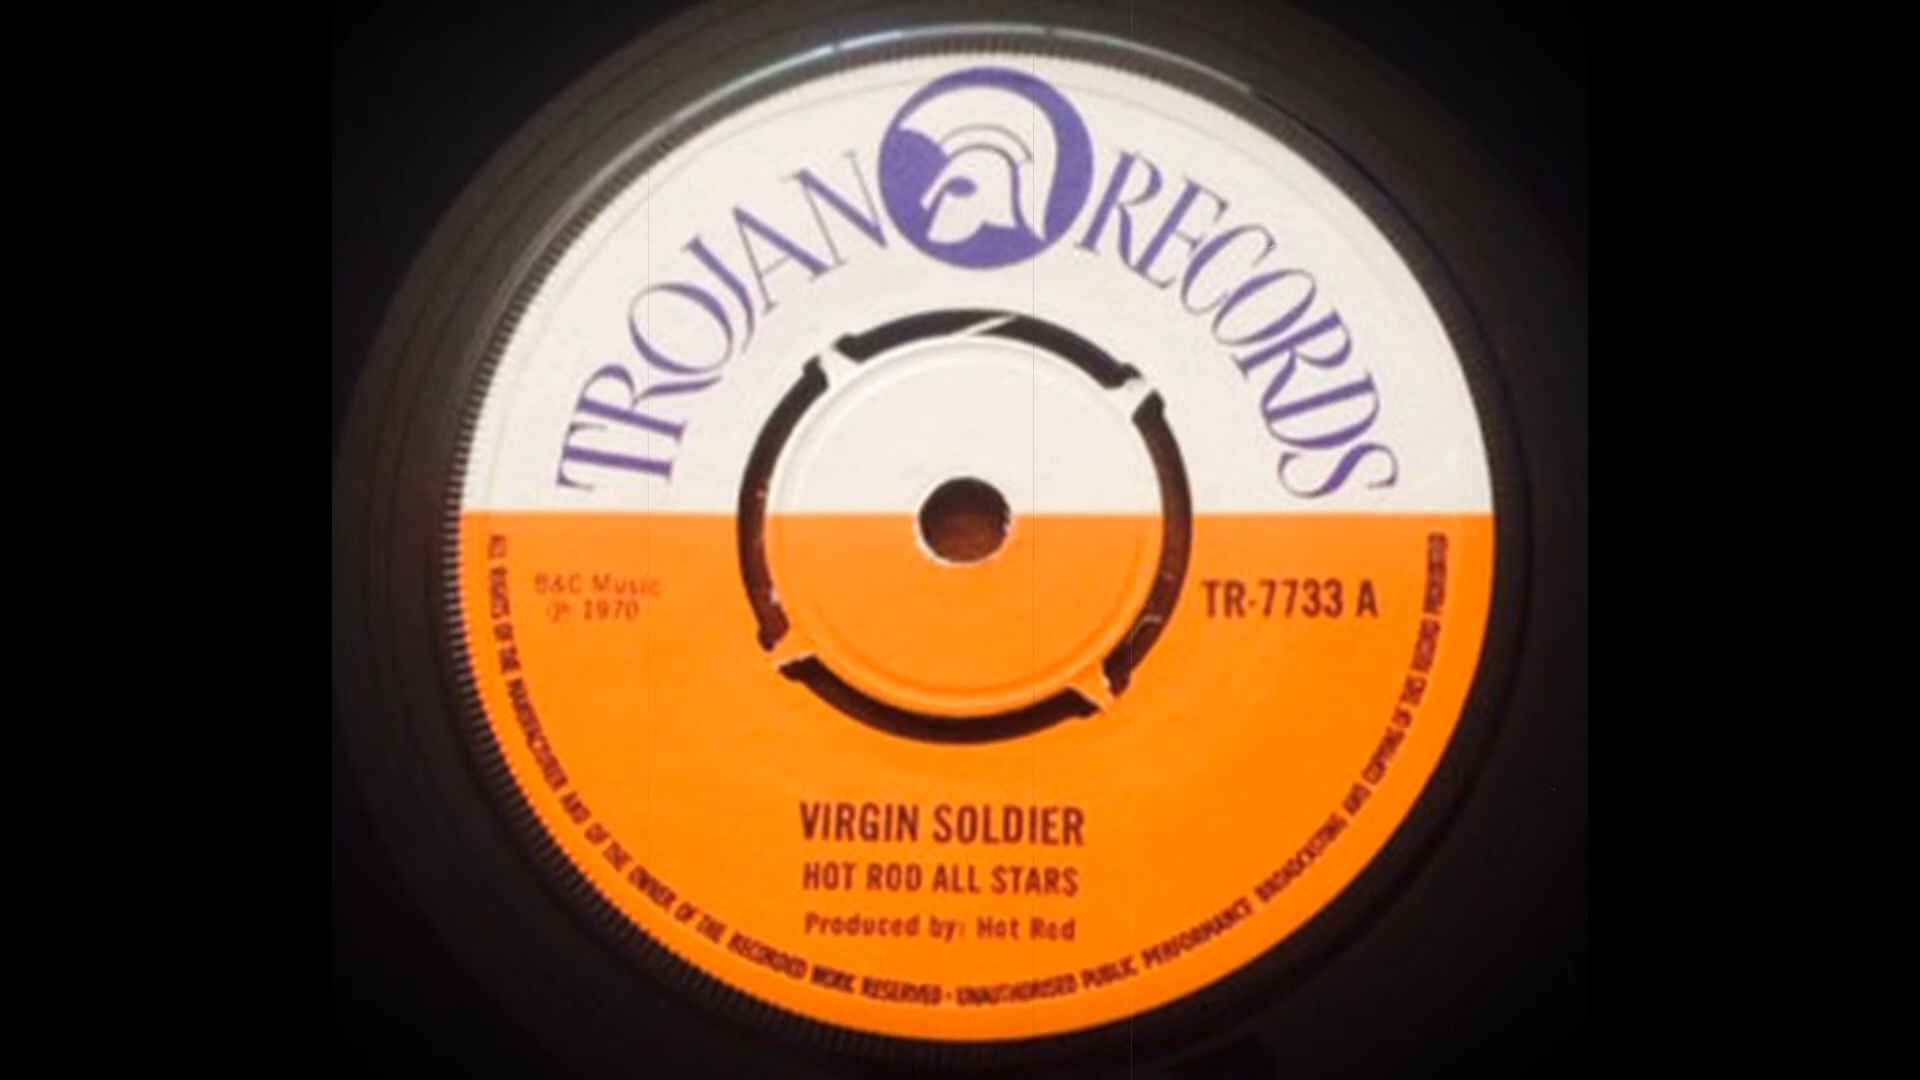 TROJAN RECORDS
B&C Music
℗ 1970
TR-7733 A
VIRGIN SOLDIER
HOT ROD ALL STARS
Produced by: Hot Rod
ALL RIGHTS OF THE MANUFACTURER AND OF THE OWNER OF THE RECORDED WORK RESERVED · UNAUTHORISED PUBLIC PERFORMANCE BROADCASTING AND COPYING OF THIS RECORD PROHIBITED